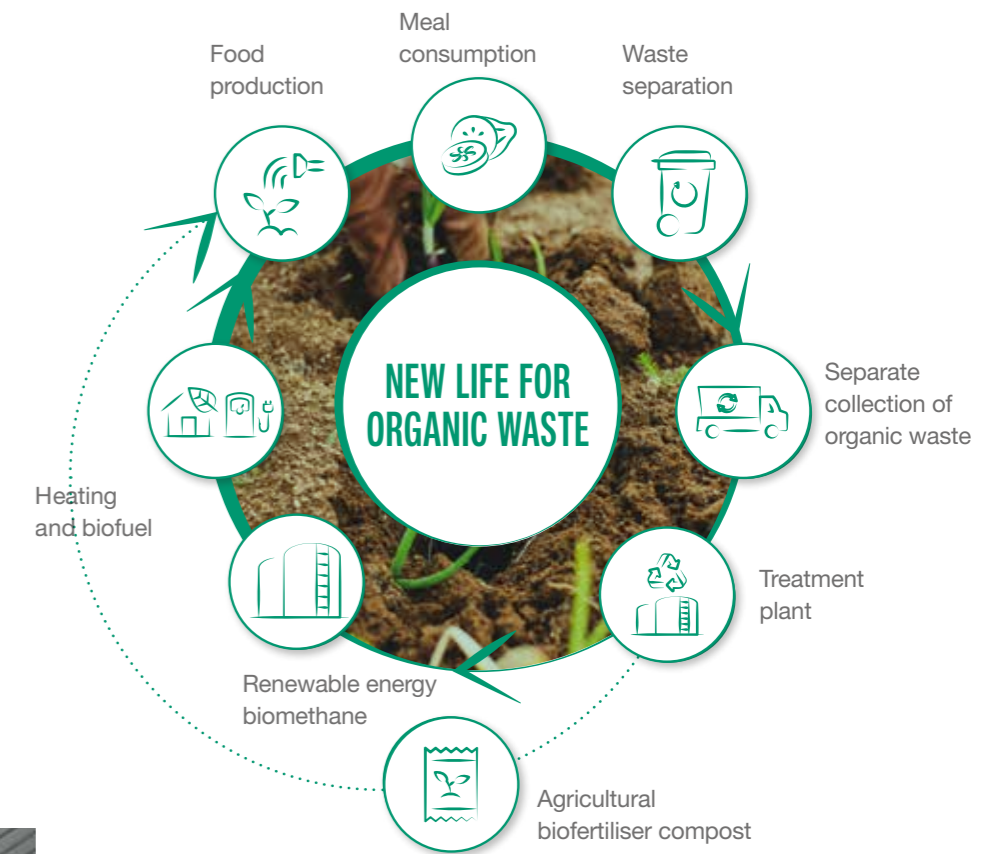 Meal
consumption
Food
production
Waste
separation
NEW LIFE FOR
ORGANIC WASTE
Separate
collection of
organic waste
Heating
and biofuel
Treatment
plant
Renewable energy
biomethane
Agricultural
biofertiliser compost